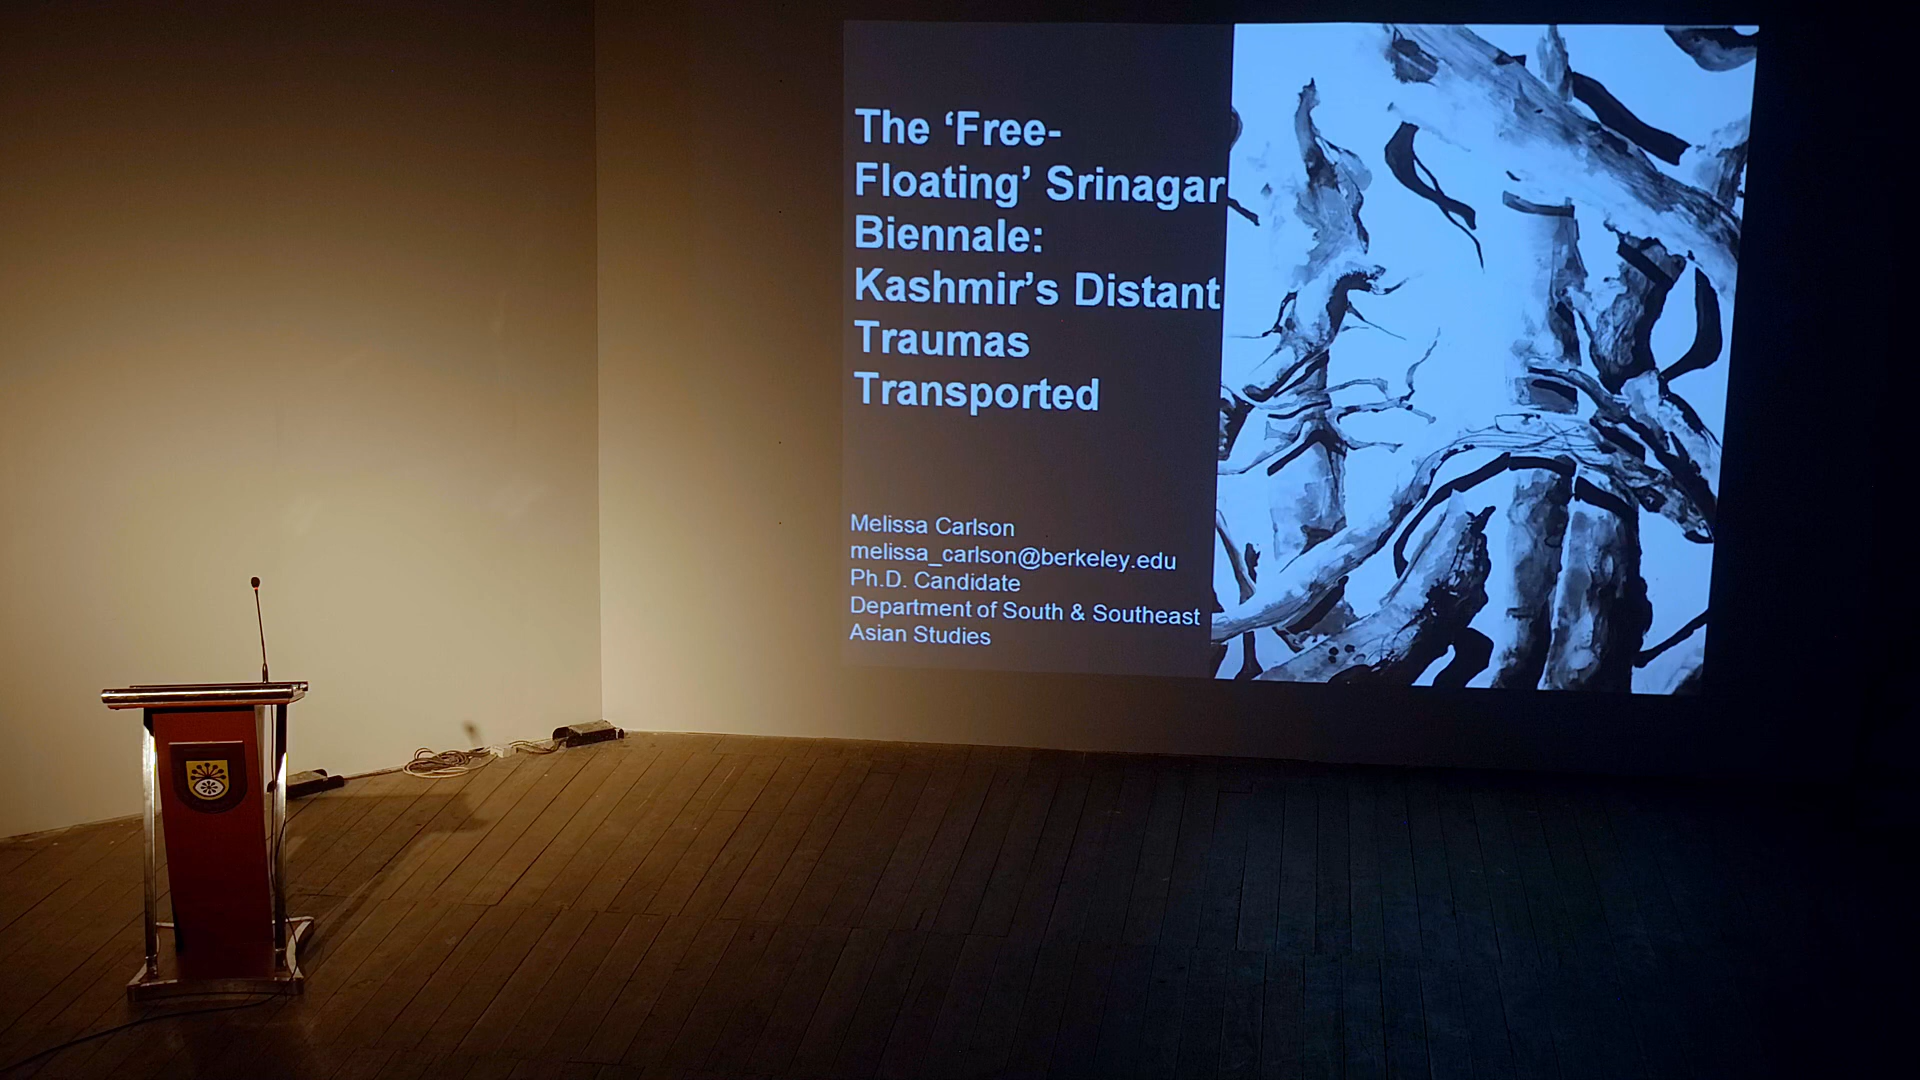 The ‘Free-
Floating’ Srinagar
Biennale:
Kashmir’s Distant
Traumas
Transported
Melissa Carlson
melissa_carlson@berkeley.edu
Ph.D. Candidate
Department of South & Southeast
Asian Studies